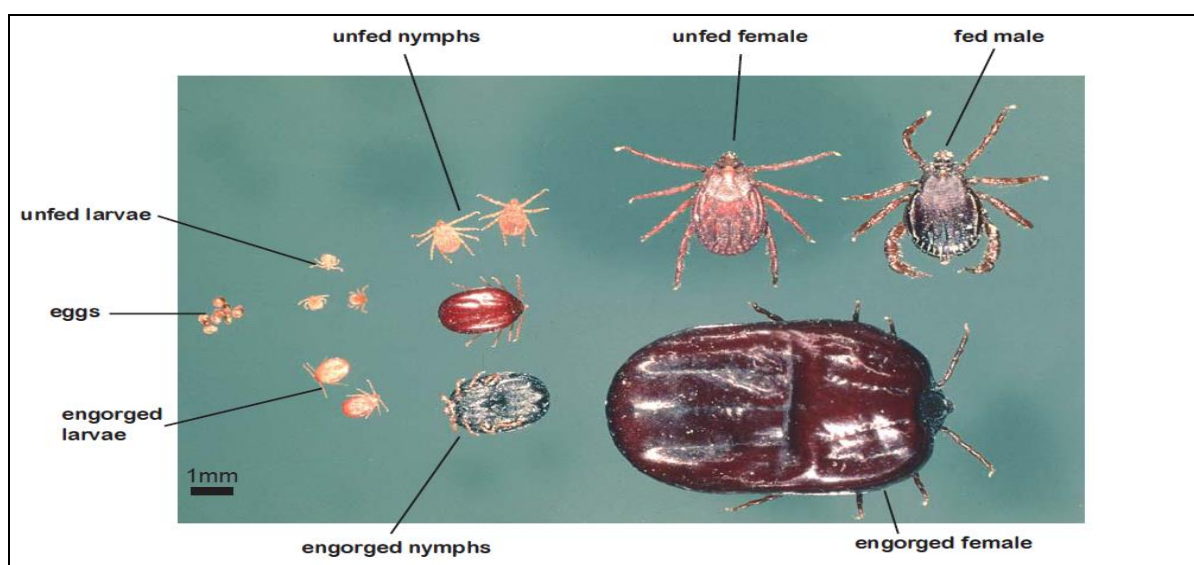 unfed nymphs
unfed female
fed male
unfed larvae
eggs
engorged
larvae
1mm
engorged nymphs
engorged female